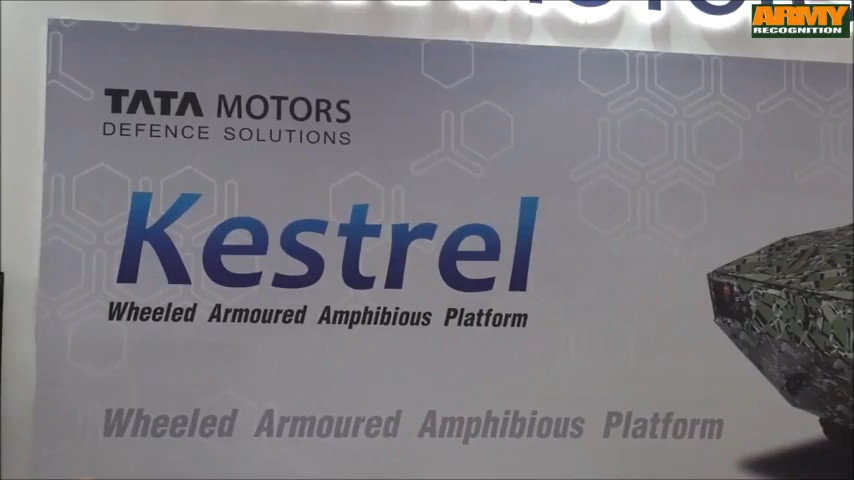 ARMY
RECOGNITION
TATA MOTORS
DEFENCE SOLUTIONS
Kestrel
Wheeled Armoured Amphibious Platform
Wheeled Armoured Amphibious Platform